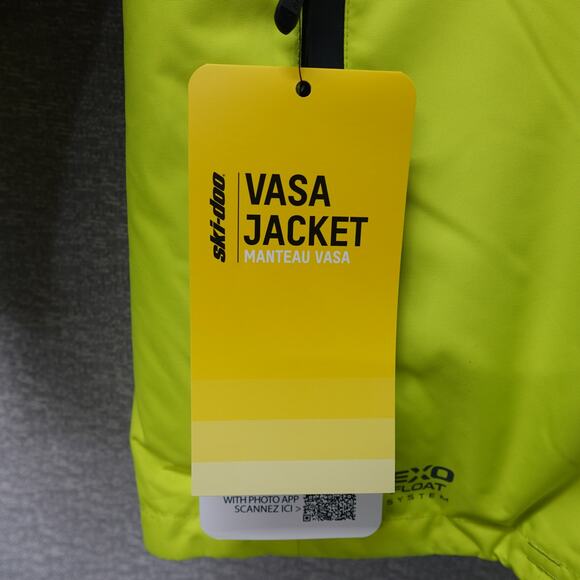 ski-doo
VASA
JACKET
MANTEAU VASA
EXO
FLOAT
SYSTEM
WITH PHOTO APP
SCANNEZ ICI >